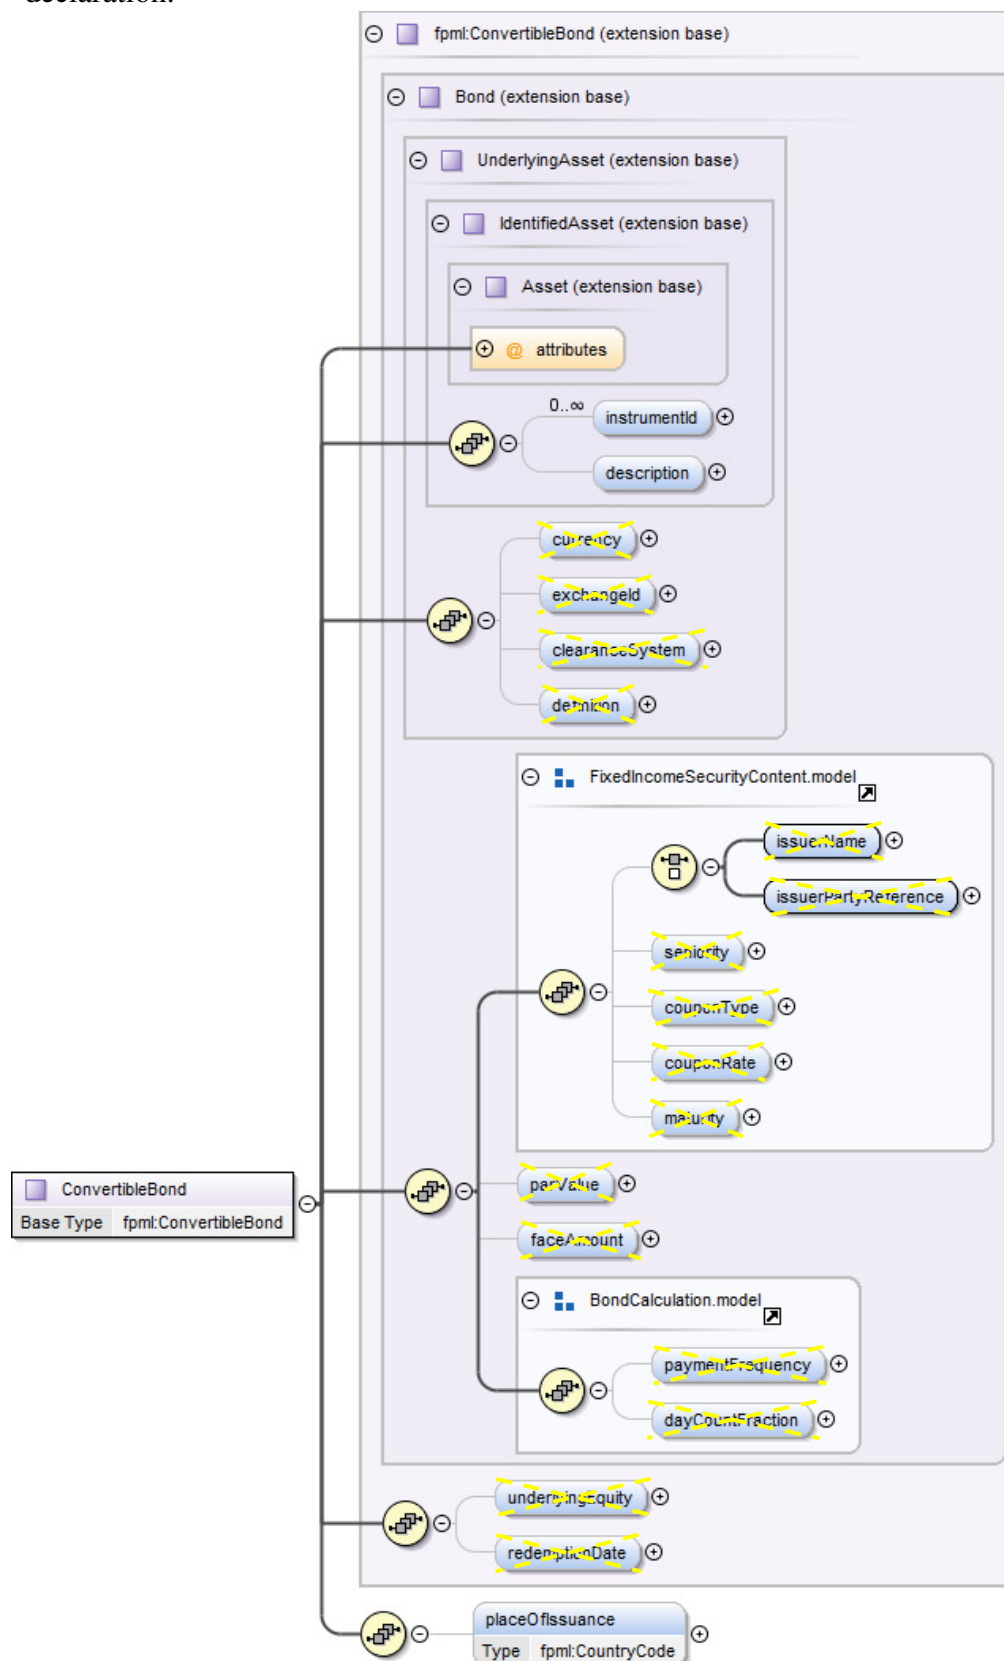 declaration.
fpml:ConvertibleBond (extension base)
Bond (extension base)
UnderlyingAsset (extension base)
IdentifiedAsset (extension base)
Asset (extension base)
@ attributes
0..∞
instrumentId
description
currency
exchangeId
clearanceSystem
definition
FixedIncomeSecurityContent.model
issuerName
issuerPartyReference
seniority
couponType
couponRate
maturity
parValue
faceAmount
ConvertibleBond
Base Type fpml:ConvertibleBond
BondCalculation.model
paymentFrequency
dayCountFraction
underlyingEquity
redemptionDate
placeOfIssuance
Type fpml:CountryCode